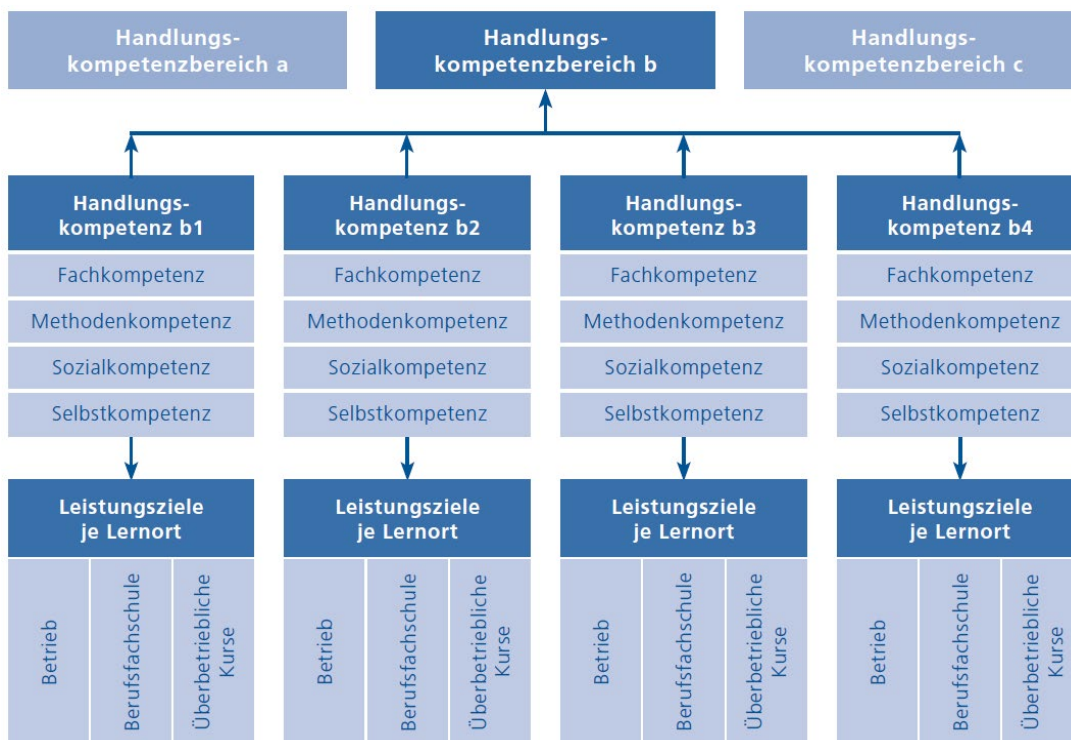 Handlungs-
kompetenzbereich a
Handlungs-
kompetenzbereich b
Handlungs-
kompetenzbereich c
Handlungs-
kompetenz b1
Fachkompetenz
Methodenkompetenz
Sozialkompetenz
Selbstkompetenz
Leistungsziele
je Lernort
Betrieb
Berufsfachschule
Überbetriebliche
Kurse
Handlungs-
kompetenz b2
Fachkompetenz
Methodenkompetenz
Sozialkompetenz
Selbstkompetenz
Leistungsziele
je Lernort
Betrieb
Berufsfachschule
Überbetriebliche
Kurse
Handlungs-
kompetenz b3
Fachkompetenz
Methodenkompetenz
Sozialkompetenz
Selbstkompetenz
Leistungsziele
je Lernort
Betrieb
Berufsfachschule
Überbetriebliche
Kurse
Handlungs-
kompetenz b4
Fachkompetenz
Methodenkompetenz
Sozialkompetenz
Selbstkompetenz
Leistungsziele
je Lernort
Betrieb
Berufsfachschule
Überbetriebliche
Kurse